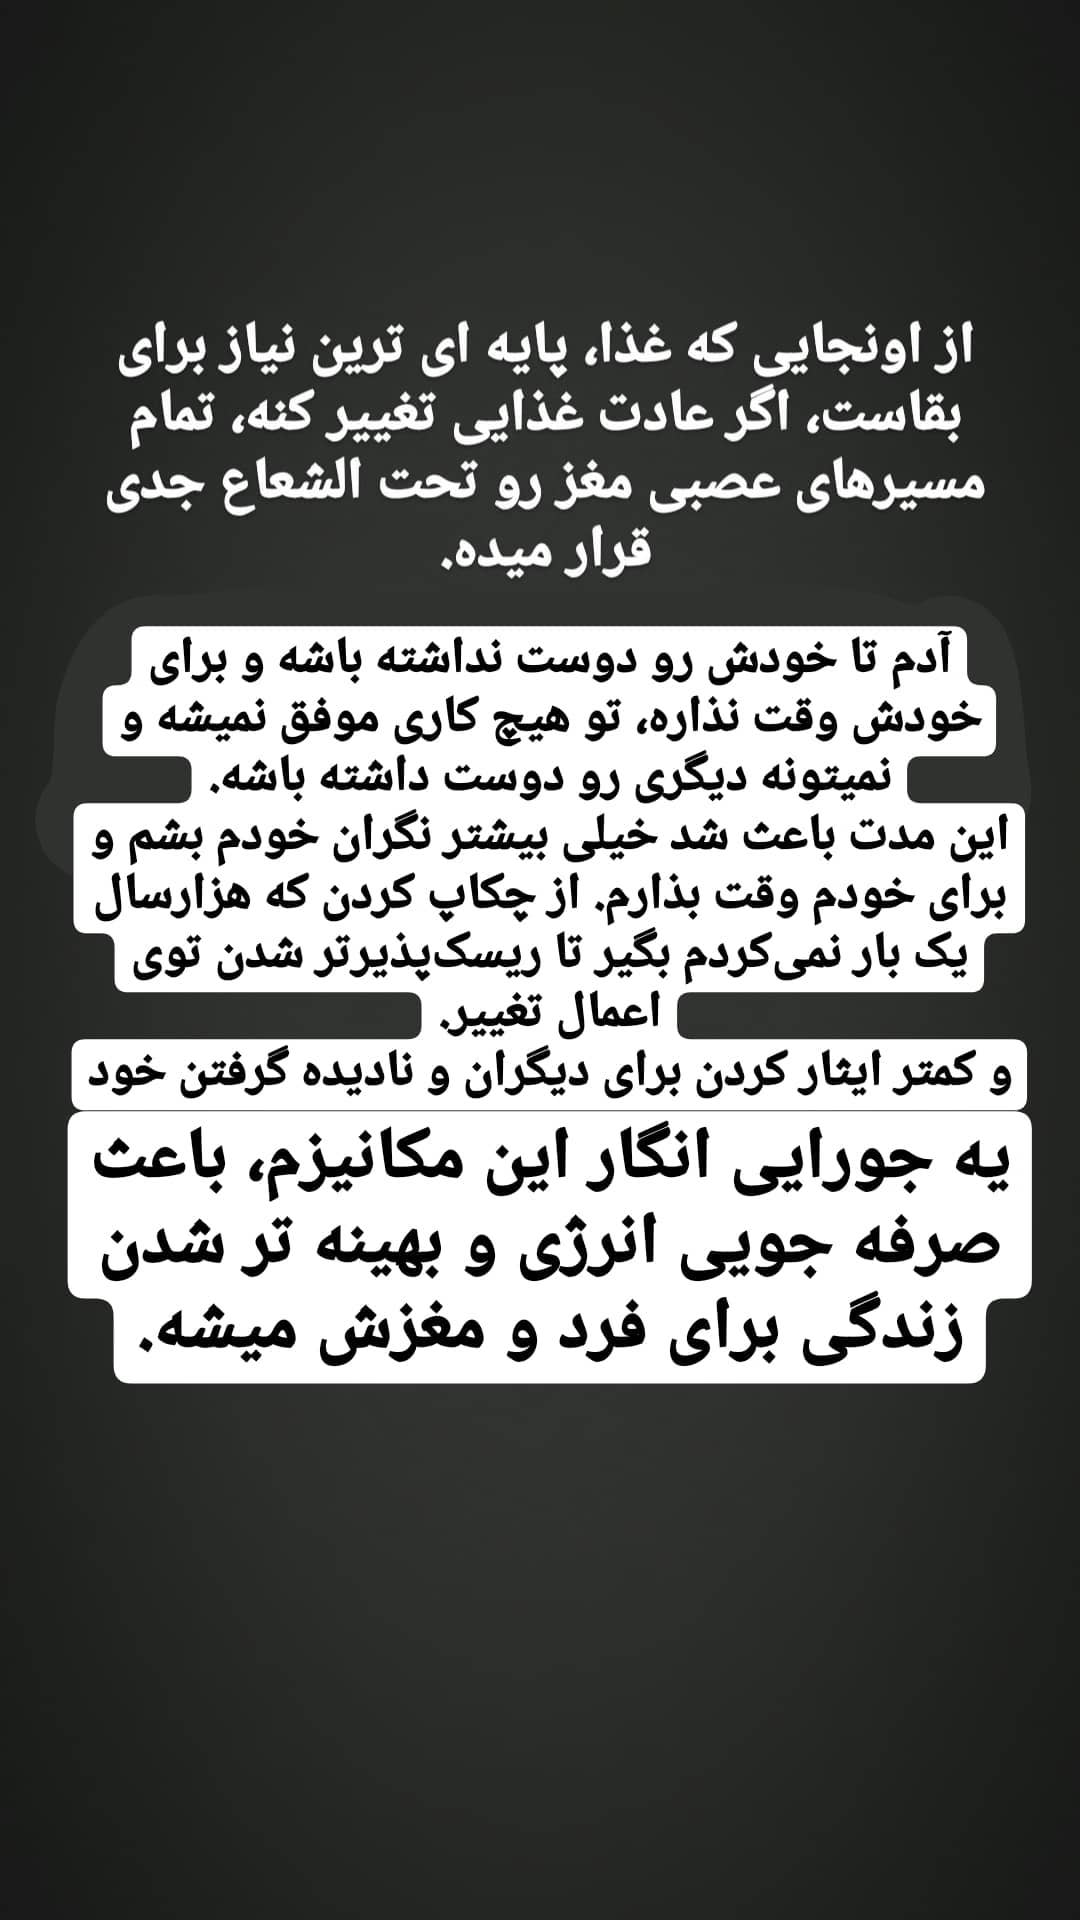 از اونجایی که غذا، پایه ای ترین نیاز برای
بقاست، اگر عادت غذایی تغییر کنه، تمام
مسیرهای عصبی مغز رو تحت الشعاع جدی
قرار میده.
آدم تا خودش رو دوست نداشته باشه و برای
خودش وقت نذاره، تو هیچ کاری موفق نمیشه و
نمیتونه دیگری رو دوست داشته باشه.
این مدت باعث شد خیلی بیشتر نگران خودم بشم و
برای خودم وقت بذارم. از چکاپ کردن که هزارسال
یک بار نمی‌کردم بگیر تا ریسک‌پذیرتر شدن توی
اعمال تغییر.
و کمتر ایثار کردن برای دیگران و نادیده گرفتن خود
یه جورایی انگار این مکانیزم، باعث
صرفه جویی انرژی و بهینه تر شدن
زندگی برای فرد و مغزش میشه.